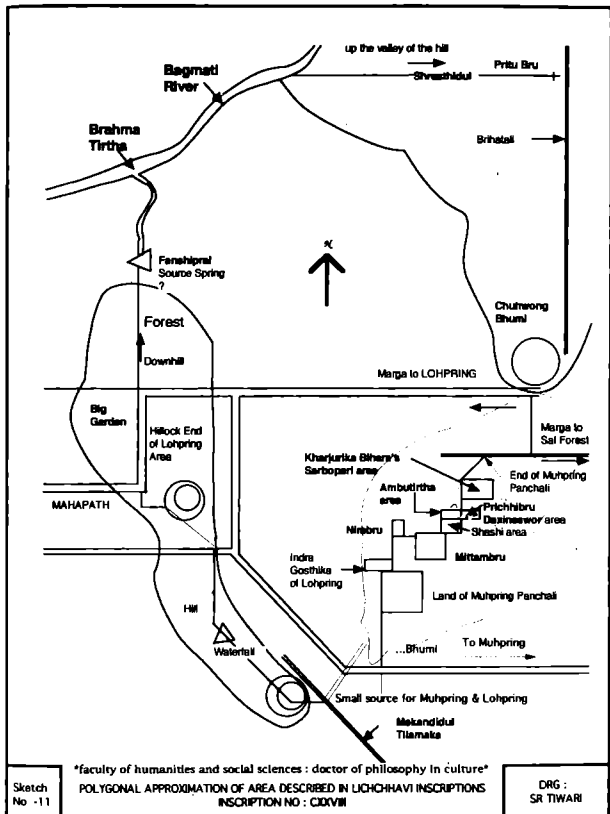 up the valley of the hill
Pritu Bru
Shresthidul
Bagmati
River
Brihatali
Brahma
Tirtha
Fanshipral
Source Spring
?
Forest
Downhill
Chuhwong
Bhumi
Marga to LOHPRING
Big
Garden
Hillock End
of Lohpring
Area
Marga to
Sal Forest
Kharjurika Bihara's
Sarbopari area
End of Muhpring
Panchali
Ambutirtha
area
MAHAPATH
Prichhibru
Daxineswor area
Shashi area
Nimbru
Mittambru
Indra
Gosthika
of Lohpring
Land of Muhpring Panchali
Hill
Waterfall
...Bhumi
To Muhpring
Small source for Muhpring & Lohpring
Mekandidul
Tilamaka
"faculty of humanities and social sciences : doctor of philosophy in culture"
Sketch
No -11
POLYGONAL APPROXIMATION OF AREA DESCRIBED IN LICHCHHAVI INSCRIPTIONS
INSCRIPTION NO : CXXVIII
DRG :
SR TIWARI